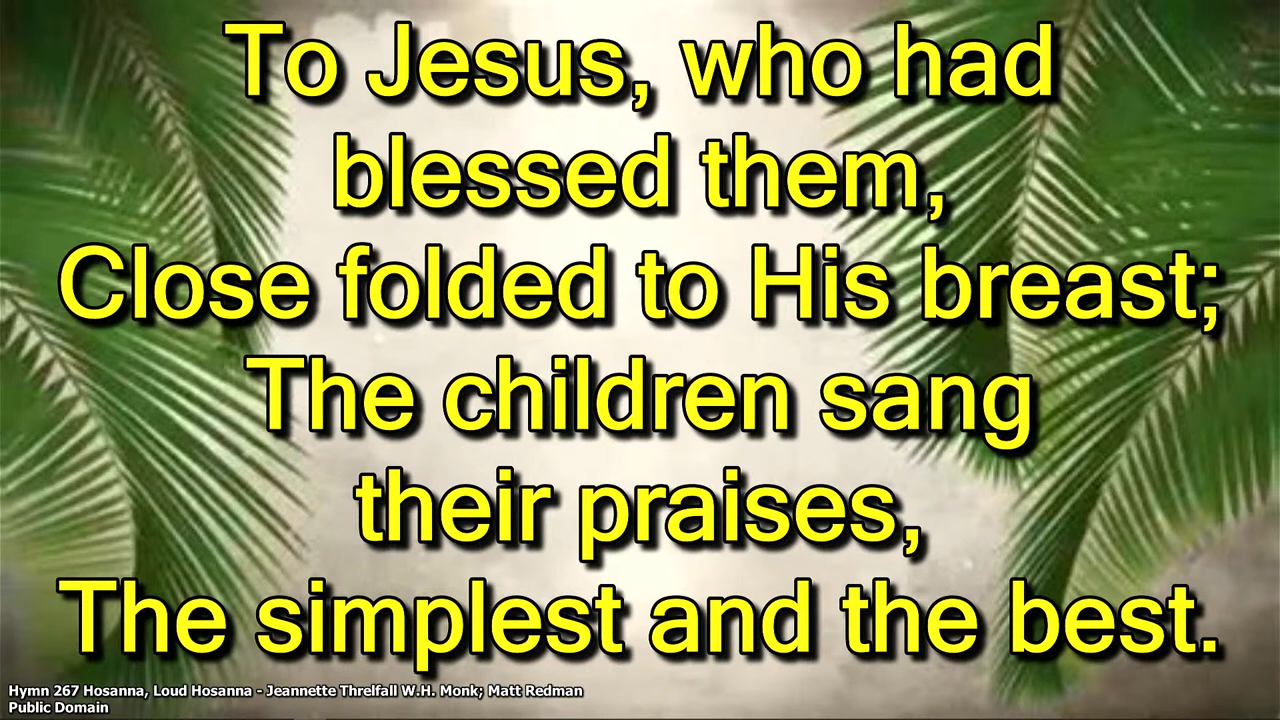 To Jesus, who had
blessed them,
Close folded to His breast;
The children sang
their praises,
The simplest and the best.
Hymn 267 Hosanna, Loud Hosanna - Jeannette Threlfall W.H. Monk; Matt Redman
Public Domain